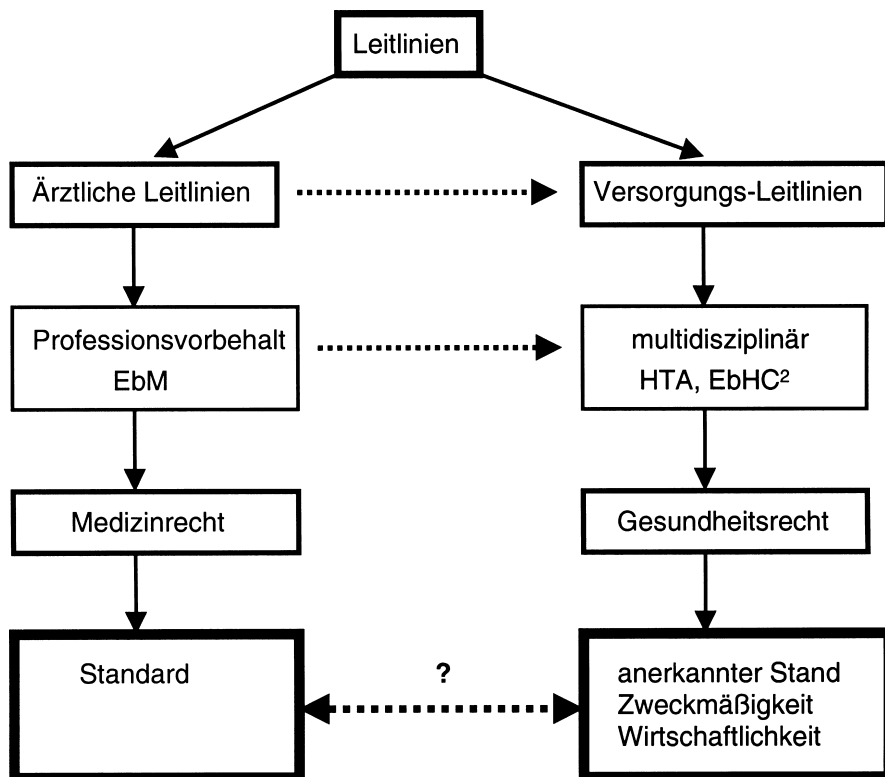 Leitlinien
Ärztliche Leitlinien
Versorgungs-Leitlinien
Professionsvorbehalt
EbM
multidisziplinär
HTA, EbHC²
Medizinrecht
Gesundheitsrecht
Standard
?
anerkannter Stand
Zweckmäßigkeit
Wirtschaftlichkeit